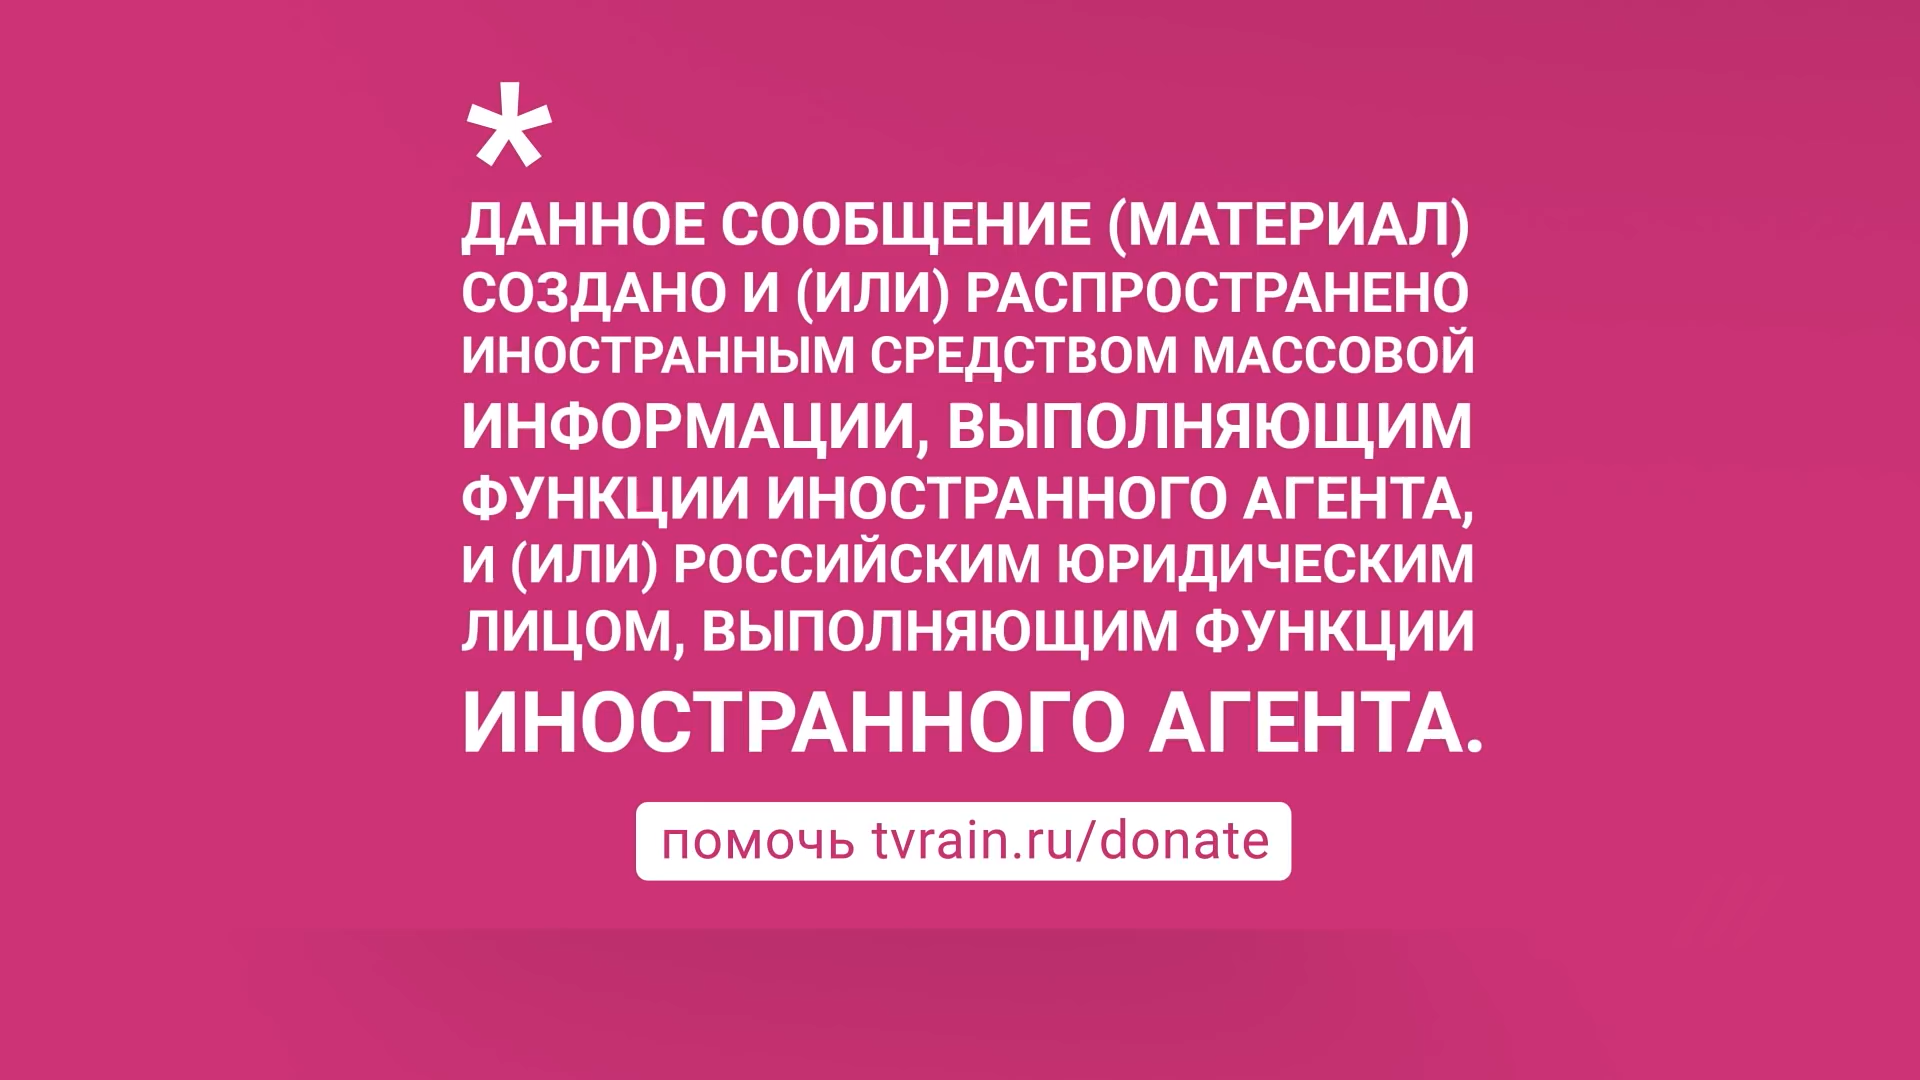 *
ДАННОЕ СООБЩЕНИЕ (МАТЕРИАЛ)
СОЗДАНО И (ИЛИ) РАСПРОСТРАНЕНО
ИНОСТРАННЫМ СРЕДСТВОМ МАССОВОЙ
ИНФОРМАЦИИ, ВЫПОЛНЯЮЩИМ
ФУНКЦИИ ИНОСТРАННОГО АГЕНТА,
И (ИЛИ) РОССИЙСКИМ ЮРИДИЧЕСКИМ
ЛИЦОМ, ВЫПОЛНЯЮЩИМ ФУНКЦИИ
ИНОСТРАННОГО АГЕНТА.
помочь tvrain.ru/donate